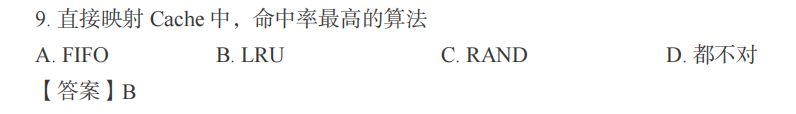 9. 直接映射 Cache 中，命中率最高的算法
A. FIFO B. LRU C. RAND D. 都不对
【答案】B